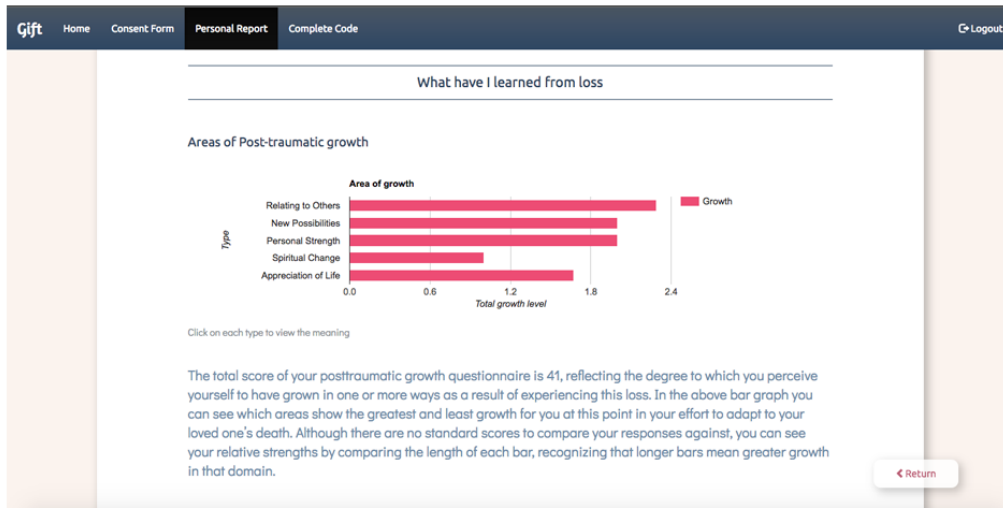 Gift Home Consent Form Personal Report Complete Code Logout
What have I learned from loss
Areas of Post-traumatic growth
Area of growth
Relating to Others
New Possibilities
Personal Strength
Spiritual Change
Appreciation of Life
Type
Growth
0.0 0.6 1.2 1.8 2.4
Total growth level
Click on each type to view the meaning
The total score of your posttraumatic growth questionnaire is 41, reflecting the degree to which you perceive
yourself to have grown in one or more ways as a result of experiencing this loss. In the above bar graph you
can see which areas show the greatest and least growth for you at this point in your effort to adapt to your
loved one's death. Although there are no standard scores to compare your responses against, you can see
your relative strengths by comparing the length of each bar, recognizing that longer bars mean greater growth
in that domain.
Return